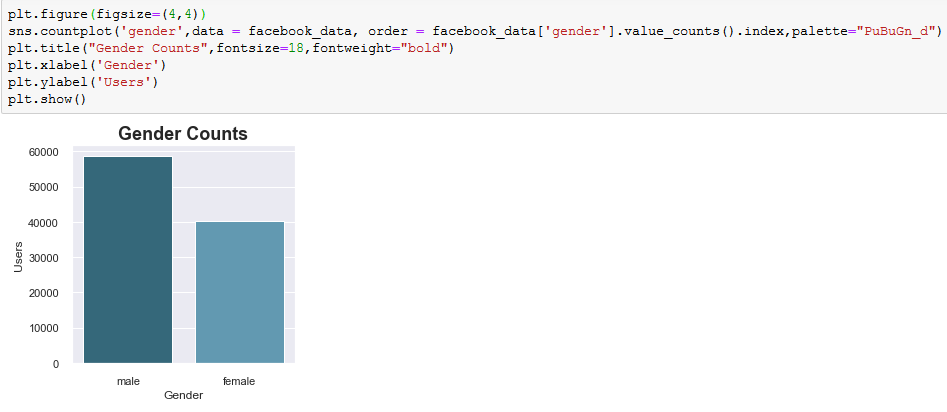 plt.figure(figsize=(4,4))
sns.countplot('gender',data = facebook_data, order = facebook_data['gender'].value_counts().index,palette="PuBuGn_d")
plt.title("Gender Counts",fontsize=18,fontweight="bold")
plt.xlabel('Gender')
plt.ylabel('Users')
plt.show()
Gender Counts
60000
50000
40000
30000
20000
10000
0
Users
male female
Gender